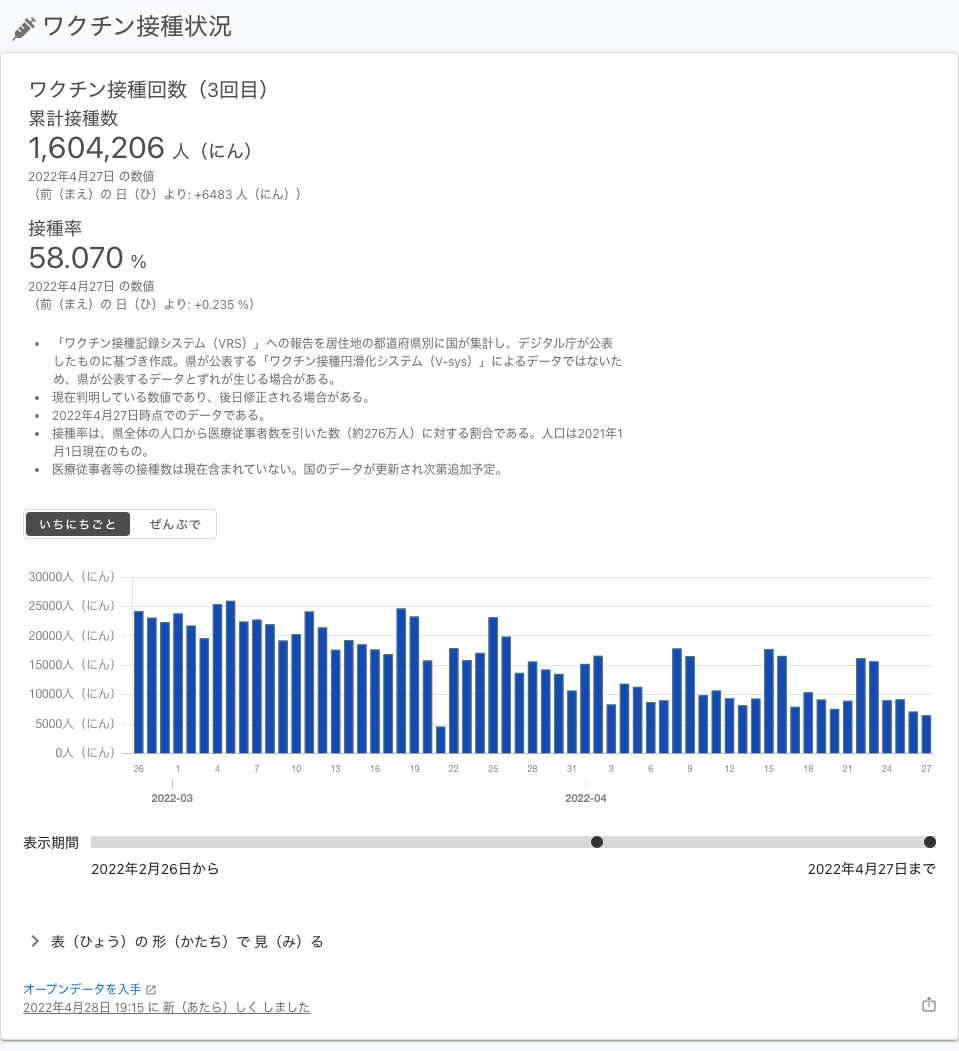 ワクチン接種状況
ワクチン接種回数（3回目）
累計接種数
1,604,206 人（にん）
2022年4月27日 の数値
（前（まえ）の 日（ひ）より: +6483 人（にん））
接種率
58.070 %
2022年4月27日 の数値
（前（まえ）の 日（ひ）より: +0.235 %）
• 「ワクチン接種記録システム（VRS）」への報告を居住地の都道府県別に国が集計し、デジタル庁が公表
したものに基づき作成。県が公表する「ワクチン接種円滑化システム（V-sys）」によるデータではないた
め、県が公表するデータとずれが生じる場合がある。
• 現在判明している数値であり、後日修正される場合がある。
• 2022年4月27日時点でのデータである。
• 接種率は、県全体の人口から医療従事者数を引いた数（約276万人）に対する割合である。人口は2021年1
月1日現在のもの。
• 医療従事者等の接種数は現在含まれていない。国のデータが更新され次第追加予定。
いちにちごと ぜんぶで
30000人（にん）
25000人（にん）
20000人（にん）
15000人（にん）
10000人（にん）
5000人（にん）
0人（にん）
26 1 4 7 10 13 16 19 22 25 28 31 3 6 9 12 15 18 21 24 27
2022-03 2022-04
表示期間
2022年2月26日から 2022年4月27日まで
表（ひょう）の 形（かたち）で 見（み）る
オープンデータを入手
2022年4月28日 19:15 に 新（あたら）しく しました